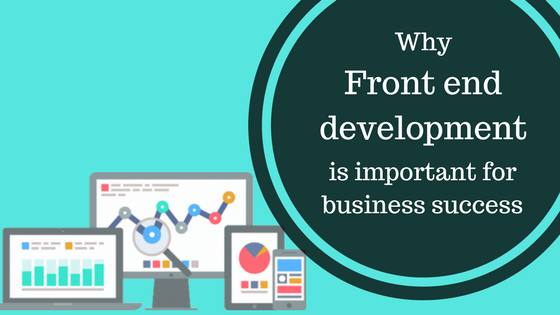 Why
Front end
development
is important for
business success